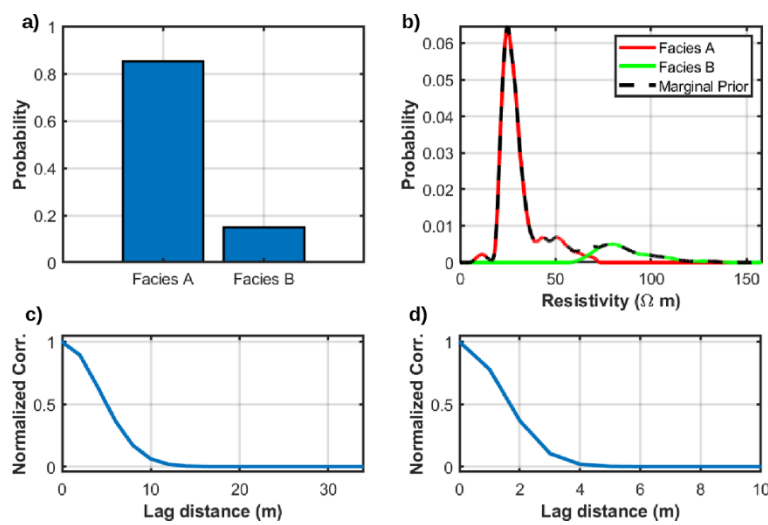 a)
Probability
1
0.8
0.6
0.4
0.2
0
Facies A
Facies B
b)
Probability
0.06
0.05
0.04
0.03
0.02
0.01
0
Facies A
Facies B
Marginal Prior
0
50
100
150
Resistivity (Ω m)
c)
Normalized Corr.
1
0.5
0
0
10
20
30
Lag distance (m)
d)
Normalized Corr.
1
0.5
0
0
2
4
6
8
10
Lag distance (m)